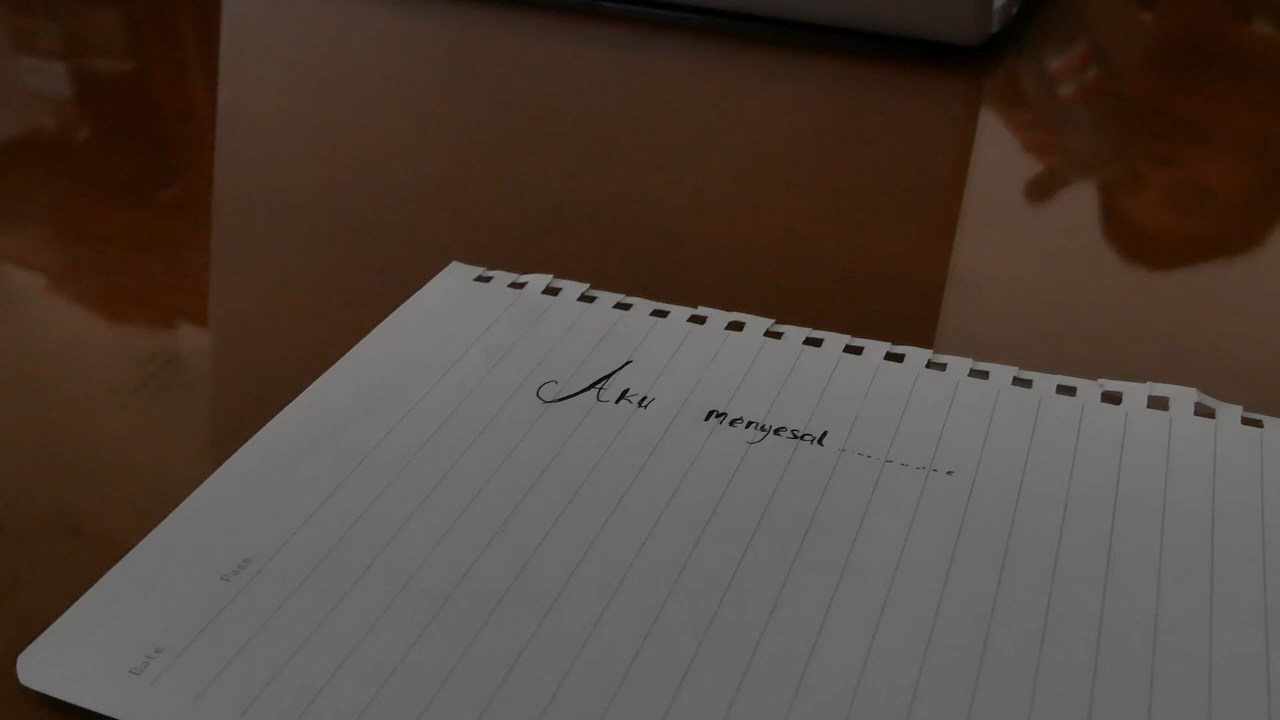 Aku menyesal .........
Page
Date